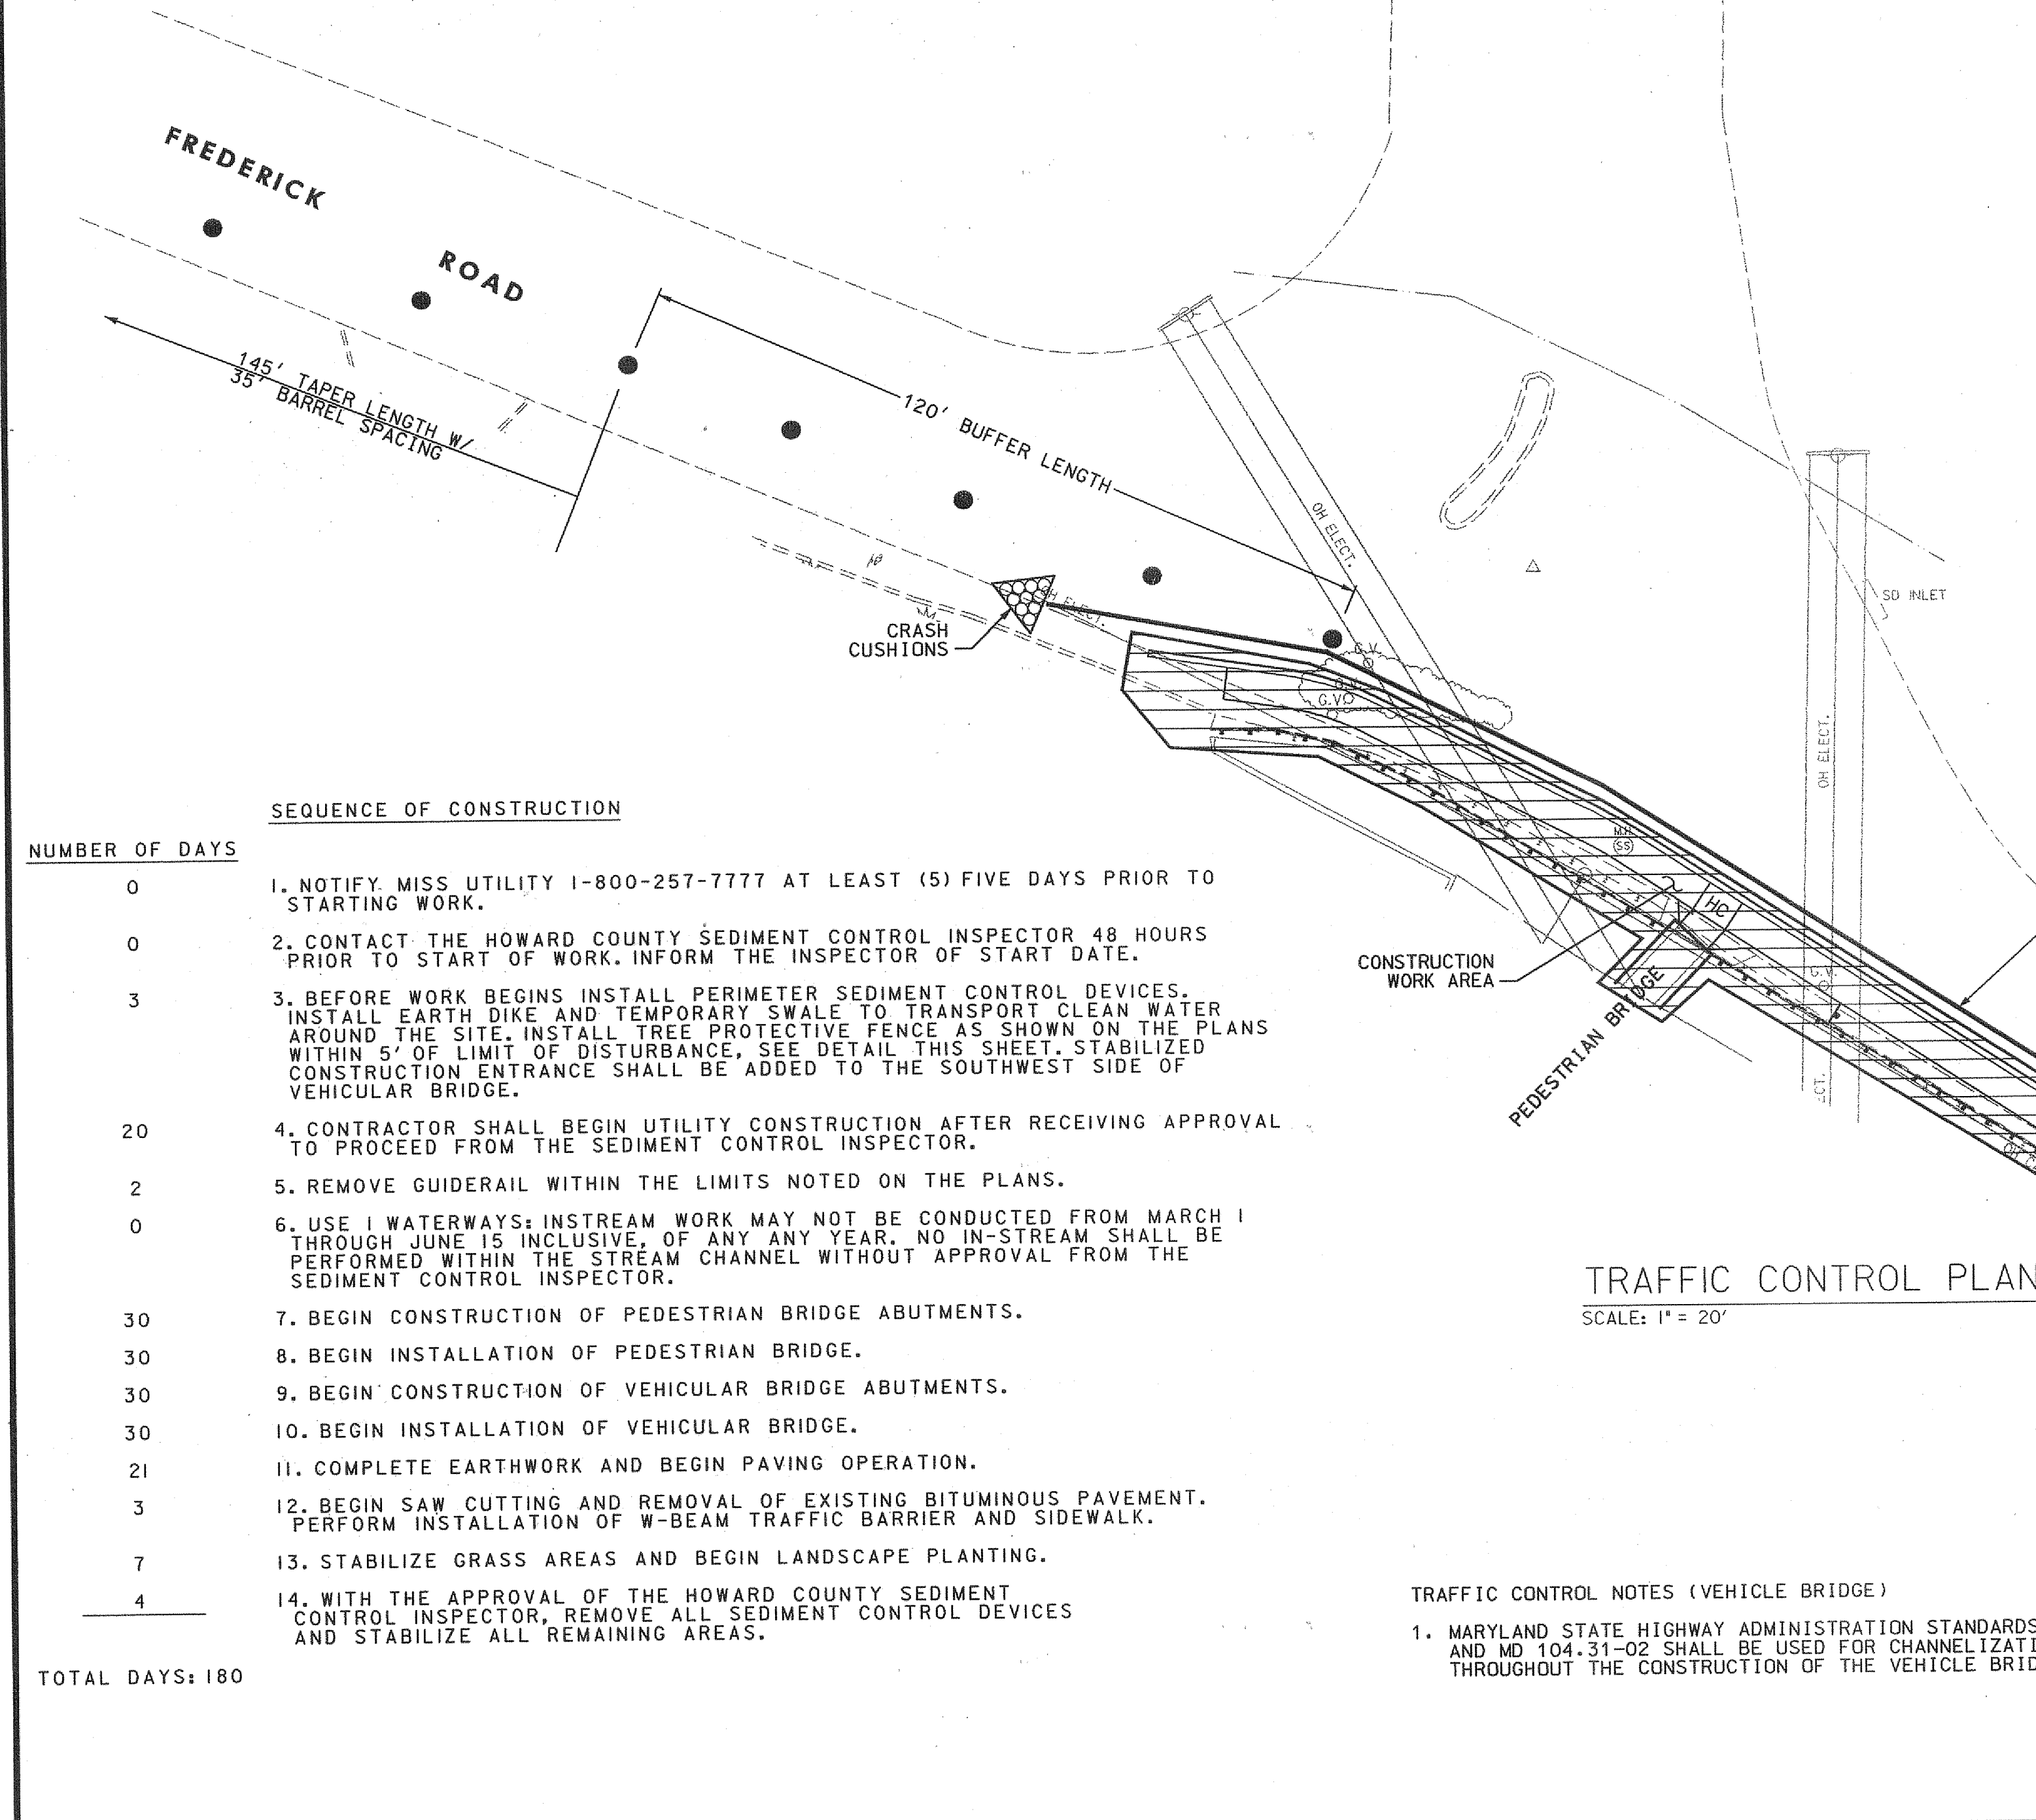 FREDERICK
ROAD
145' TAPER LENGTH W/
35' BARREL SPACING
120' BUFFER LENGTH
OH ELECT.
OH ELECT.
CRASH
CUSHIONS
G.V.
G.V.
G.V.
SD INLET
OH ELECT.
M.H.
SS
HC
CONSTRUCTION
WORK AREA
G.V.
PEDESTRIAN BRIDGE
ECT.
SEQUENCE OF CONSTRUCTION
NUMBER OF DAYS
0 1. NOTIFY MISS UTILITY 1-800-257-7777 AT LEAST (5) FIVE DAYS PRIOR TO
STARTING WORK.
0 2. CONTACT THE HOWARD COUNTY SEDIMENT CONTROL INSPECTOR 48 HOURS
PRIOR TO START OF WORK. INFORM THE INSPECTOR OF START DATE.
3 3. BEFORE WORK BEGINS INSTALL PERIMETER SEDIMENT CONTROL DEVICES.
INSTALL EARTH DIKE AND TEMPORARY SWALE TO TRANSPORT CLEAN WATER
AROUND THE SITE. INSTALL TREE PROTECTIVE FENCE AS SHOWN ON THE PLANS
WITHIN 5' OF LIMIT OF DISTURBANCE, SEE DETAIL THIS SHEET. STABILIZED
CONSTRUCTION ENTRANCE SHALL BE ADDED TO THE SOUTHWEST SIDE OF
VEHICULAR BRIDGE.
20 4. CONTRACTOR SHALL BEGIN UTILITY CONSTRUCTION AFTER RECEIVING APPROVAL
TO PROCEED FROM THE SEDIMENT CONTROL INSPECTOR.
2 5. REMOVE GUIDERAIL WITHIN THE LIMITS NOTED ON THE PLANS.
0 6. USE I WATERWAYS: INSTREAM WORK MAY NOT BE CONDUCTED FROM MARCH 1
THROUGH JUNE 15 INCLUSIVE, OF ANY ANY YEAR. NO IN-STREAM SHALL BE
PERFORMED WITHIN THE STREAM CHANNEL WITHOUT APPROVAL FROM THE
SEDIMENT CONTROL INSPECTOR.
30 7. BEGIN CONSTRUCTION OF PEDESTRIAN BRIDGE ABUTMENTS.
30 8. BEGIN INSTALLATION OF PEDESTRIAN BRIDGE.
30 9. BEGIN CONSTRUCTION OF VEHICULAR BRIDGE ABUTMENTS.
30 10. BEGIN INSTALLATION OF VEHICULAR BRIDGE.
21 11. COMPLETE EARTHWORK AND BEGIN PAVING OPERATION.
3 12. BEGIN SAW CUTTING AND REMOVAL OF EXISTING BITUMINOUS PAVEMENT.
PERFORM INSTALLATION OF W-BEAM TRAFFIC BARRIER AND SIDEWALK.
7 13. STABILIZE GRASS AREAS AND BEGIN LANDSCAPE PLANTING.
4 14. WITH THE APPROVAL OF THE HOWARD COUNTY SEDIMENT
CONTROL INSPECTOR, REMOVE ALL SEDIMENT CONTROL DEVICES
AND STABILIZE ALL REMAINING AREAS.
TOTAL DAYS: 180
TRAFFIC CONTROL PLAN
SCALE: 1" = 20'
TRAFFIC CONTROL NOTES (VEHICLE BRIDGE)
1. MARYLAND STATE HIGHWAY ADMINISTRATION STANDARDS
AND MD 104.31-02 SHALL BE USED FOR CHANNELIZATI
THROUGHOUT THE CONSTRUCTION OF THE VEHICLE BRID